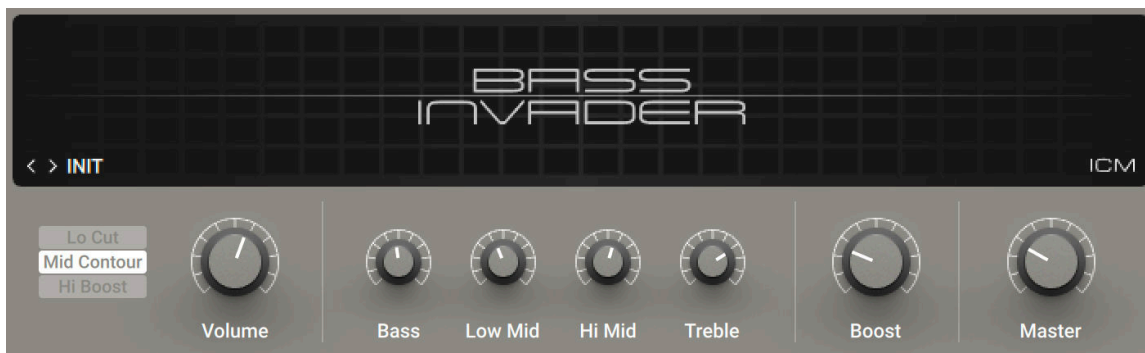 BASS
INVADER
< > INIT
ICM
Lo Cut
Mid Contour
Hi Boost
Volume
Bass
Low Mid
Hi Mid
Treble
Boost
Master